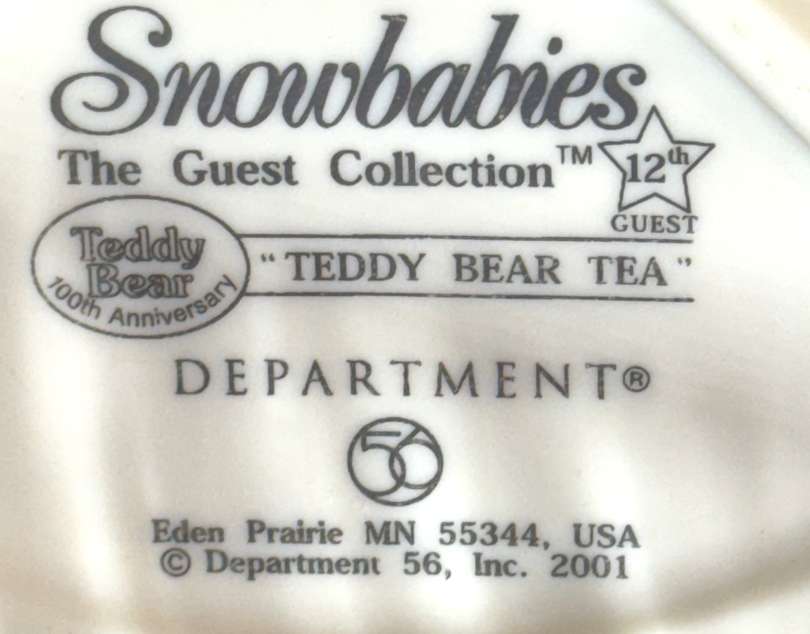 Snowbabies
The Guest Collection™
12th
GUEST
Teddy
Bear
100th Anniversary
"TEDDY BEAR TEA"
DEPARTMENT®
56
Eden Prairie MN 55344, USA
© Department 56, Inc. 2001